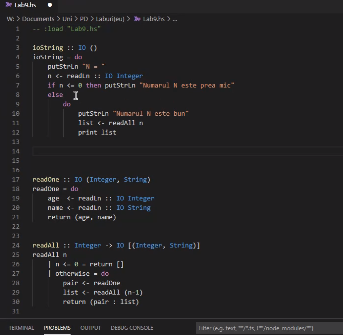 Lab9.hs
W: > Documents > Uni > PD > Laburi(eu) > Lab9.hs > ...
1 -- :load "Lab9.hs"
2
3 ioString :: IO ()
4 ioString = do
5 putStrLn "N = "
6 n <- readLn :: IO Integer
7 if n <= 0 then putStrLn "Numarul N este prea mic"
8 else
9 do
10 putStrLn "Numarul N este bun"
11 list <- readAll n
12 print list
13
14
15
16
17 readOne :: IO (Integer, String)
18 readOne = do
19 age <- readLn :: IO Integer
20 name <- readLn :: IO String
21 return (age, name)
22
23
24 readAll :: Integer -> IO [(Integer, String)]
25 readAll n
26 | n <= 0 = return []
27 | otherwise = do
28 pair <- readOne
29 list <- readAll (n-1)
30 return (pair : list)
31
TERMINAL PROBLEMS OUTPUT DEBUG CONSOLE Filter (e.g. text, **/*.ts, !**/node_modules/**)